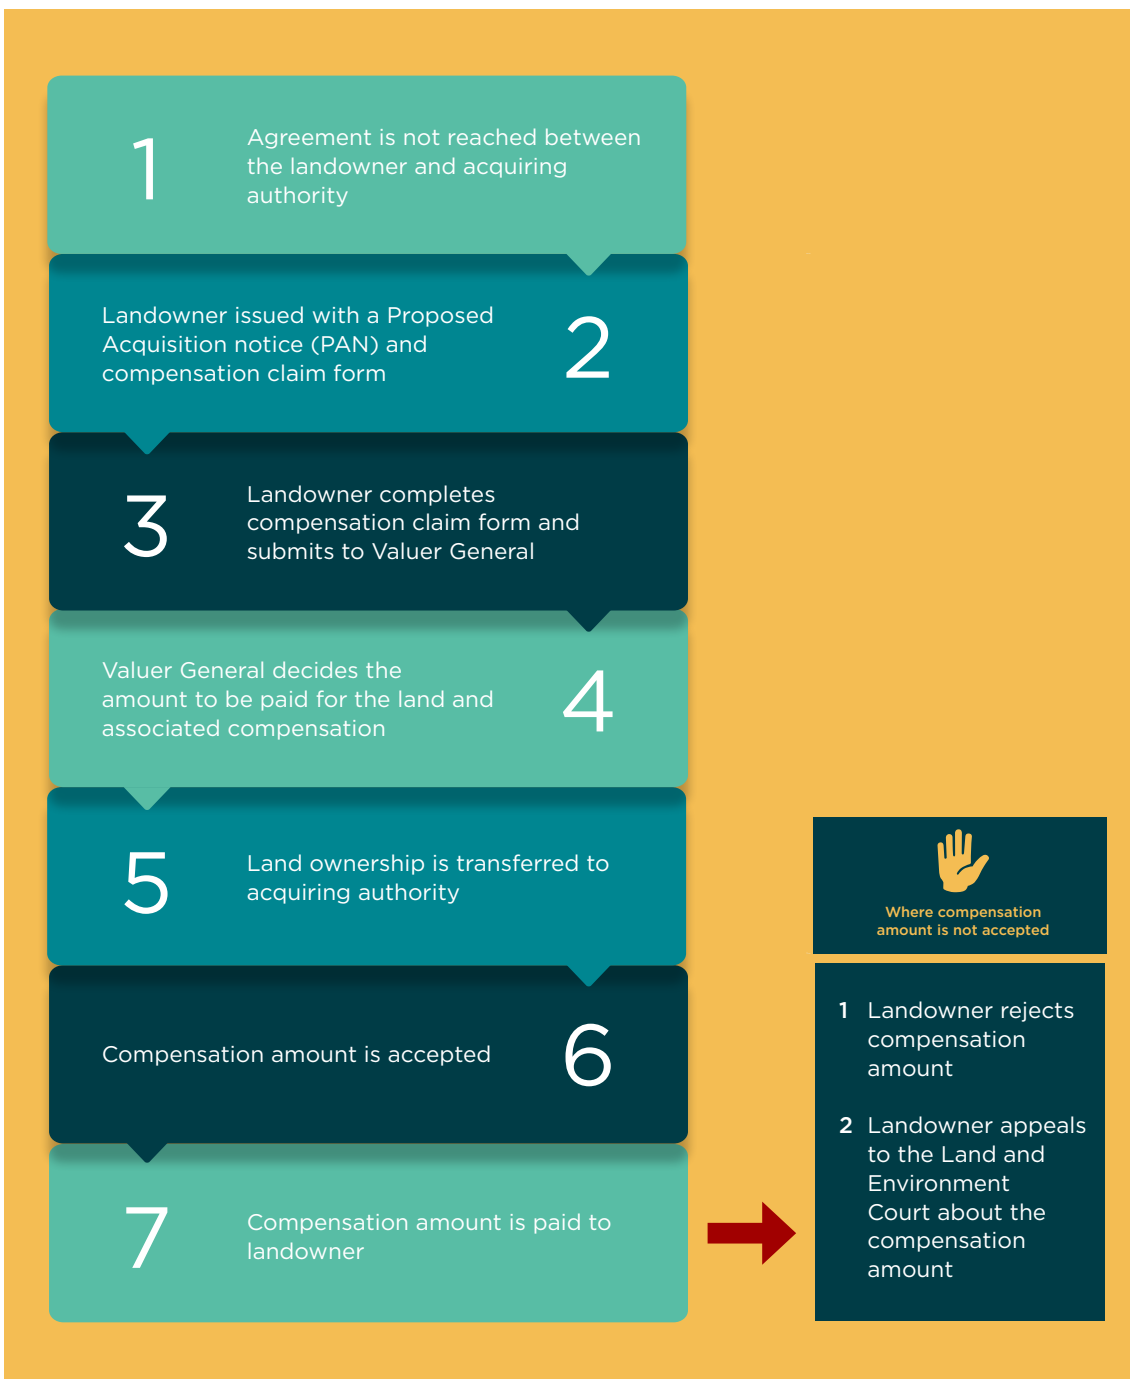 1
Agreement is not reached between
the landowner and acquiring
authority
Landowner issued with a Proposed
Acquisition notice (PAN) and
compensation claim form
2
3
Landowner completes
compensation claim form and
submits to Valuer General
Valuer General decides the
amount to be paid for the land and
associated compensation
4
5
Land ownership is transferred to
acquiring authority
Compensation amount is accepted
6
7
Compensation amount is paid to
landowner
Where compensation
amount is not accepted
1 Landowner rejects
compensation
amount
2 Landowner appeals
to the Land and
Environment
Court about the
compensation
amount